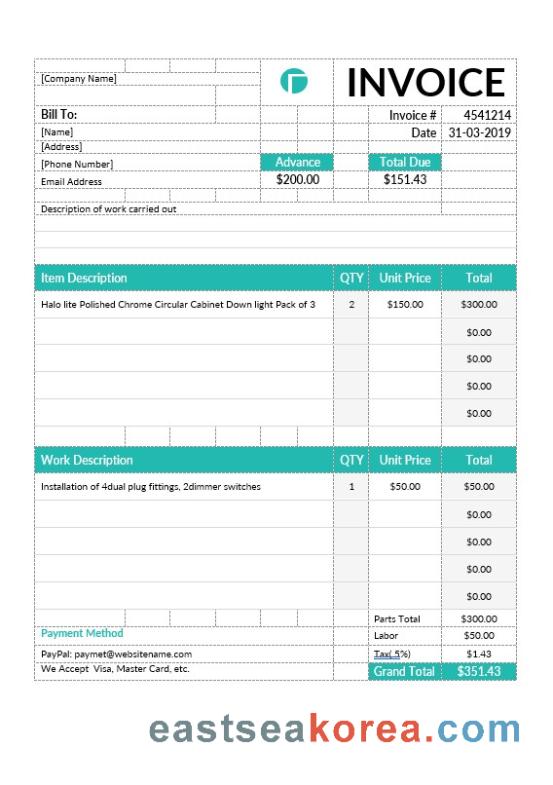 [Company Name]
INVOICE
Bill To:
Invoice # 4541214
[Name]
Date 31-03-2019
[Address]
[Phone Number] Advance Total Due
Email Address $200.00 $151.43
Description of work carried out
Item Description QTY Unit Price Total
Halo lite Polished Chrome Circular Cabinet Down light Pack of 3 2 $150.00 $300.00
$0.00
$0.00
$0.00
$0.00
Work Description QTY Unit Price Total
Installation of 4dual plug fittings, 2dimmer switches 1 $50.00 $50.00
$0.00
$0.00
$0.00
$0.00
Parts Total $300.00
Payment Method
Labor $50.00
PayPal: paymet@websitename.com Tax(.5%) $1.43
We Accept Visa, Master Card, etc. Grand Total $351.43
eastseakorea.com